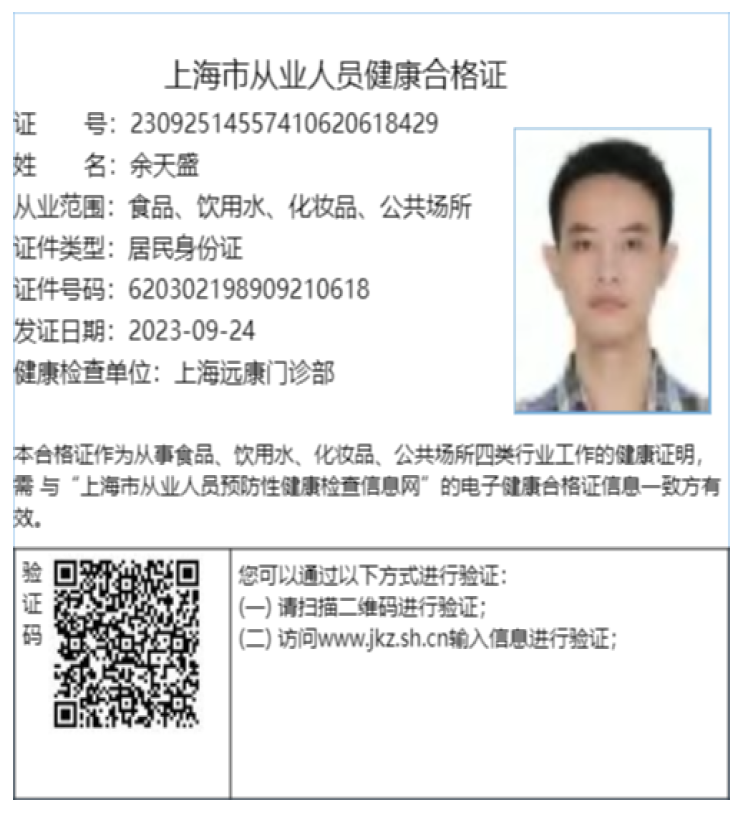 上海市从业人员健康合格证
证 号：23092514557410620618429
姓 名：余天盛
从业范围：食品、饮用水、化妆品、公共场所
证件类型：居民身份证
证件号码：620302198909210618
发证日期：2023-09-24
健康检查单位：上海远康门诊部
本合格证作为从事食品、饮用水、化妆品、公共场所四类行业工作的健康证明，
需 与“上海市从业人员预防性健康检查信息网”的电子健康合格证信息一致方有
效。
验证码
您可以通过以下方式进行验证：
(一) 请扫描二维码进行验证；
(二) 访问www.jkz.sh.cn输入信息进行验证；